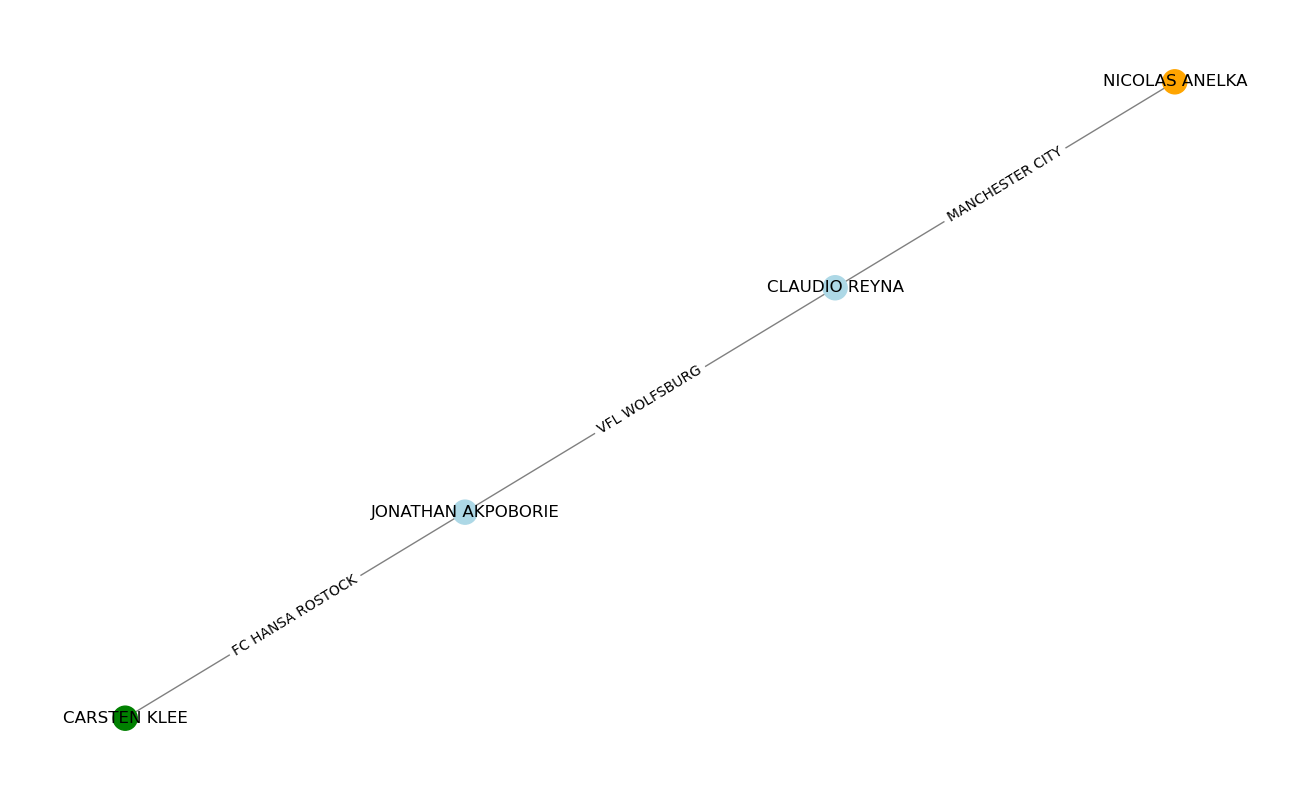 NICOLAS ANELKA
MANCHESTER CITY
CLAUDIO REYNA
VFL WOLFSBURG
JONATHAN AKPOBORIE
FC HANSA ROSTOCK
CARSTEN KLEE